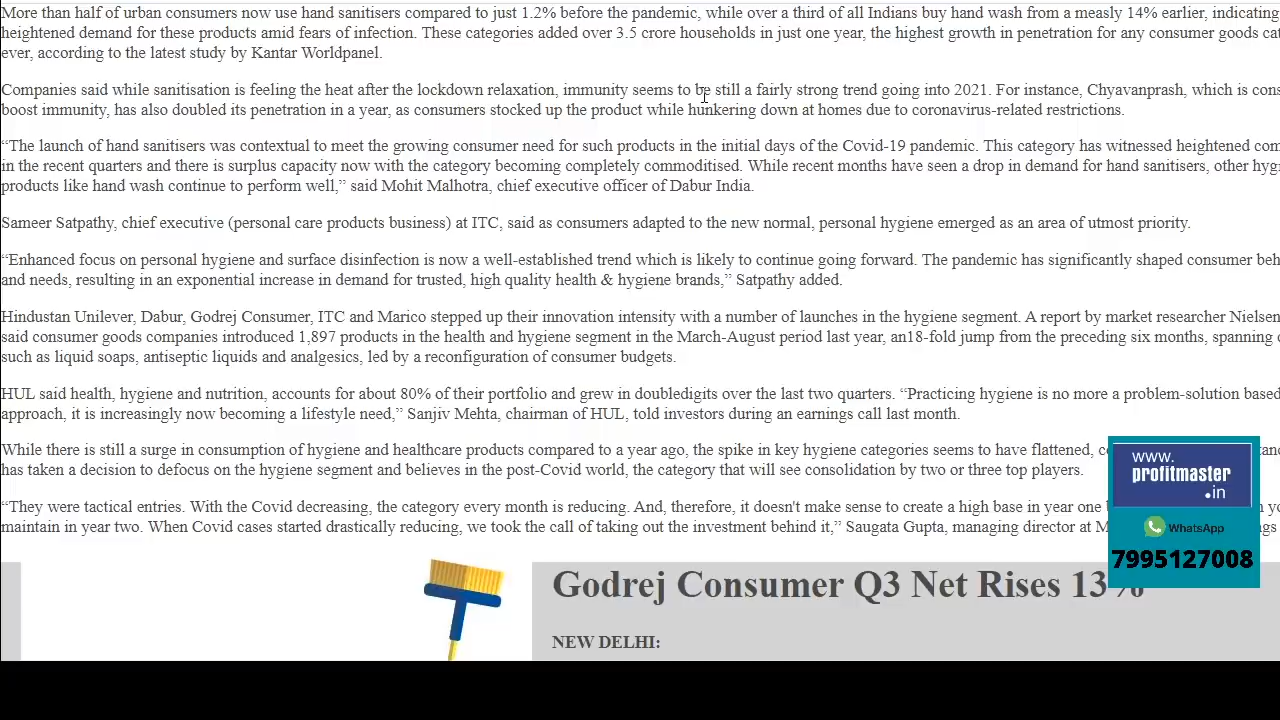 More than half of urban consumers now use hand sanitisers compared to just 1.2% before the pandemic, while over a third of all Indians buy hand wash from a measly 14% earlier, indicating
heightened demand for these products amid fears of infection. These categories added over 3.5 crore households in just one year, the highest growth in penetration for any consumer goods
ever, according to the latest study by Kantar Worldpanel.
Companies said while sanitisation is feeling the heat after the lockdown relaxation, immunity seems to be still a fairly strong trend going into 2021. For instance, Chyavanprash, which is
boost immunity, has also doubled its penetration in a year, as consumers stocked up the product while hunkering down at homes due to coronavirus-related restrictions.
“The launch of hand sanitisers was contextual to meet the growing consumer need for such products in the initial days of the Covid-19 pandemic. This category has witnessed heightened
in the recent quarters and there is surplus capacity now with the category becoming completely commoditised. While recent months have seen a drop in demand for hand sanitisers, other
products like hand wash continue to perform well,” said Mohit Malhotra, chief executive officer of Dabur India.
Sameer Satpathy, chief executive (personal care products business) at ITC, said as consumers adapted to the new normal, personal hygiene emerged as an area of utmost priority.
“Enhanced focus on personal hygiene and surface disinfection is now a well-established trend which is likely to continue going forward. The pandemic has significantly shaped consumer
and needs, resulting in an exponential increase in demand for trusted, high quality health & hygiene brands,” Satpathy added.
Hindustan Unilever, Dabur, Godrej Consumer, ITC and Marico stepped up their innovation intensity with a number of launches in the hygiene segment. A report by market researcher Nielsen
said consumer goods companies introduced 1,897 products in the health and hygiene segment in the March-August period last year, an18-fold jump from the preceding six months, spanning
such as liquid soaps, antiseptic liquids and analgesics, led by a reconfiguration of consumer budgets.
HUL said health, hygiene and nutrition, accounts for about 80% of their portfolio and grew in doubledigits over the last two quarters. “Practicing hygiene is no more a problem-solution based
approach, it is increasingly now becoming a lifestyle need,” Sanjiv Mehta, chairman of HUL, told investors during an earnings call last month.
While there is still a surge in consumption of hygiene and healthcare products compared to a year ago, the spike in key hygiene categories seems to have flattened,
has taken a decision to defocus on the hygiene segment and believes in the post-Covid world, the category that will see consolidation by two or three top players.
“They were tactical entries. With the Covid decreasing, the category every month is reducing. And, therefore, it doesn't make sense to create a high base in year one
maintain in year two. When Covid cases started drastically reducing, we took the call of taking out the investment behind it,” Saugata Gupta, managing director at
www.
profitmaster
.in
WhatsApp
7995127008
Godrej Consumer Q3 Net Rises 13%
NEW DELHI: